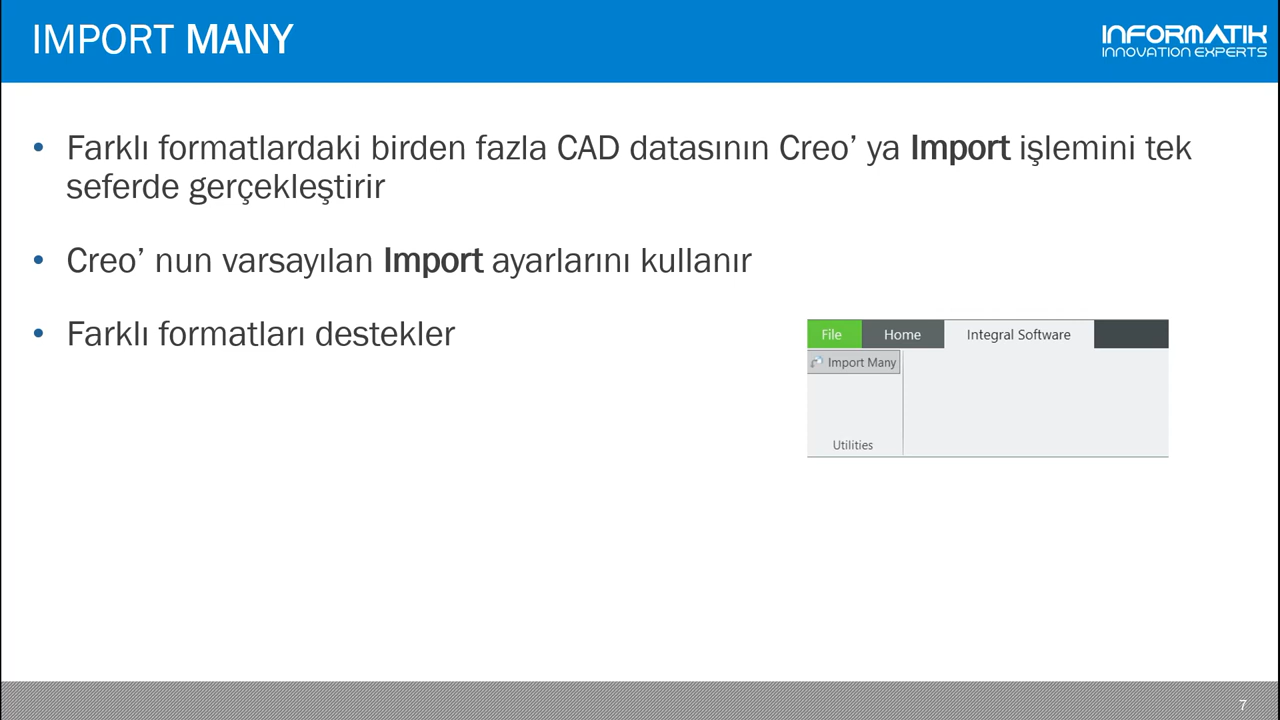 IMPORT MANY
INFORMATIK
INNOVATION EXPERTS
• Farklı formatlardaki birden fazla CAD datasının Creo’ ya Import işlemini tek
seferde gerçekleştirir
• Creo’ nun varsayılan Import ayarlarını kullanır
• Farklı formatları destekler
File Home Integral Software
Import Many
Utilities
7